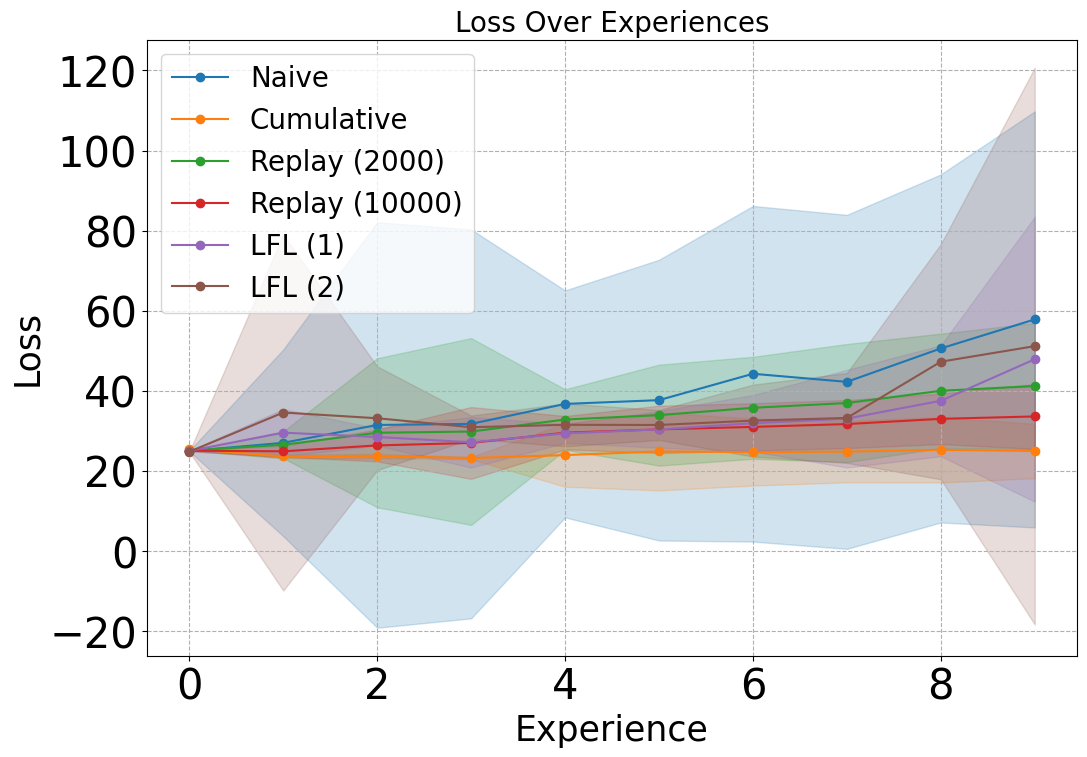 Loss Over Experiences
120
100
80
60
40
20
0
−20
Loss
Naive
Cumulative
Replay (2000)
Replay (10000)
LFL (1)
LFL (2)
0 2 4 6 8
Experience